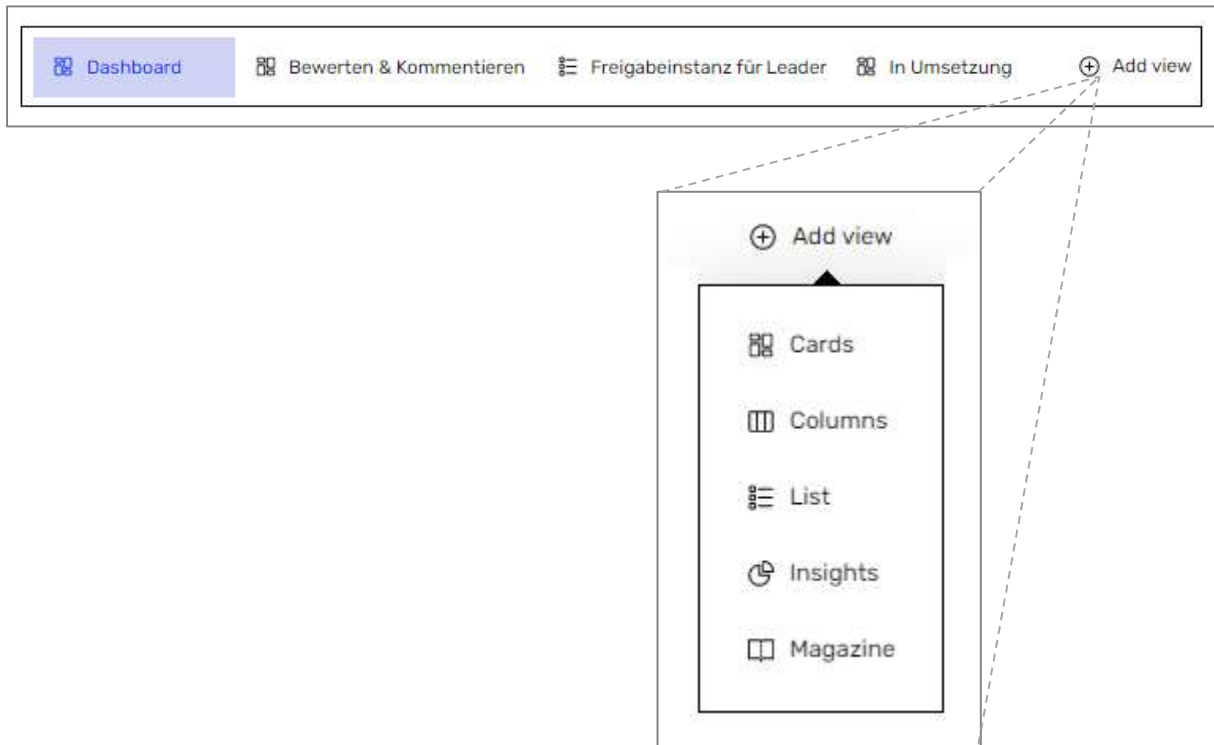 Dashboard Bewerten & Kommentieren Freigabeinstanz für Leader In Umsetzung Add view
Add view
Cards
Columns
List
Insights
Magazine